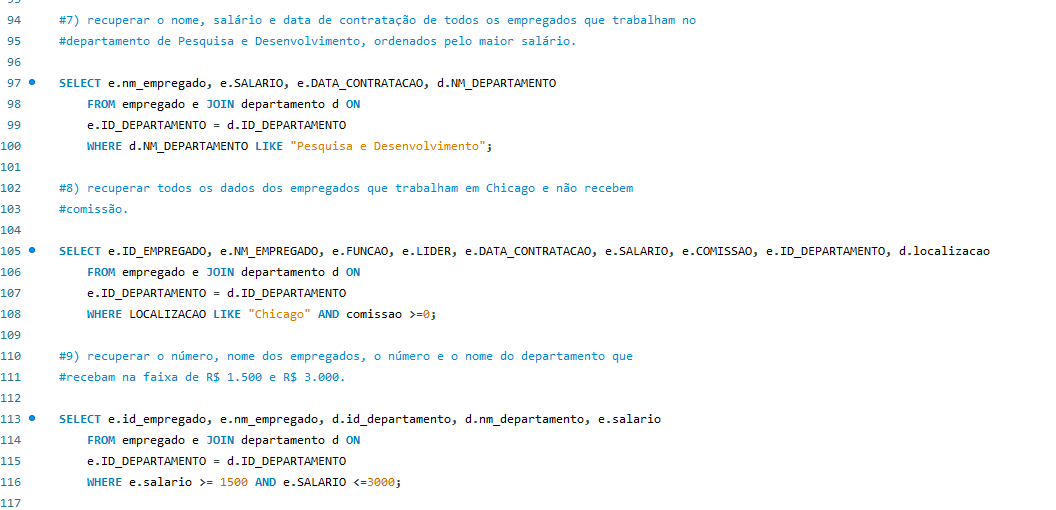 94 #7) recuperar o nome, salário e data de contratação de todos os empregados que trabalham no
95 #departamento de Pesquisa e Desenvolvimento, ordenados pelo maior salário.
96
97 SELECT e.nm_empregado, e.SALARIO, e.DATA_CONTRATACAO, d.NM_DEPARTAMENTO
98 FROM empregado e JOIN departamento d ON
99 e.ID_DEPARTAMENTO = d.ID_DEPARTAMENTO
100 WHERE d.NM_DEPARTAMENTO LIKE "Pesquisa e Desenvolvimento";
101
102 #8) recuperar todos os dados dos empregados que trabalham em Chicago e não recebem
103 #comissão.
104
105 SELECT e.ID_EMPREGADO, e.NM_EMPREGADO, e.FUNCAO, e.LIDER, e.DATA_CONTRATACAO, e.SALARIO, e.COMISSAO, e.ID_DEPARTAMENTO, d.localizacao
106 FROM empregado e JOIN departamento d ON
107 e.ID_DEPARTAMENTO = d.ID_DEPARTAMENTO
108 WHERE LOCALIZACAO LIKE "Chicago" AND comissao >=0;
109
110 #9) recuperar o número, nome dos empregados, o número e o nome do departamento que
111 #recebam na faixa de R$ 1.500 e R$ 3.000.
112
113 SELECT e.id_empregado, e.nm_empregado, d.id_departamento, d.nm_departamento, e.salario
114 FROM empregado e JOIN departamento d ON
115 e.ID_DEPARTAMENTO = d.ID_DEPARTAMENTO
116 WHERE e.salario >= 1500 AND e.SALARIO <=3000;
117